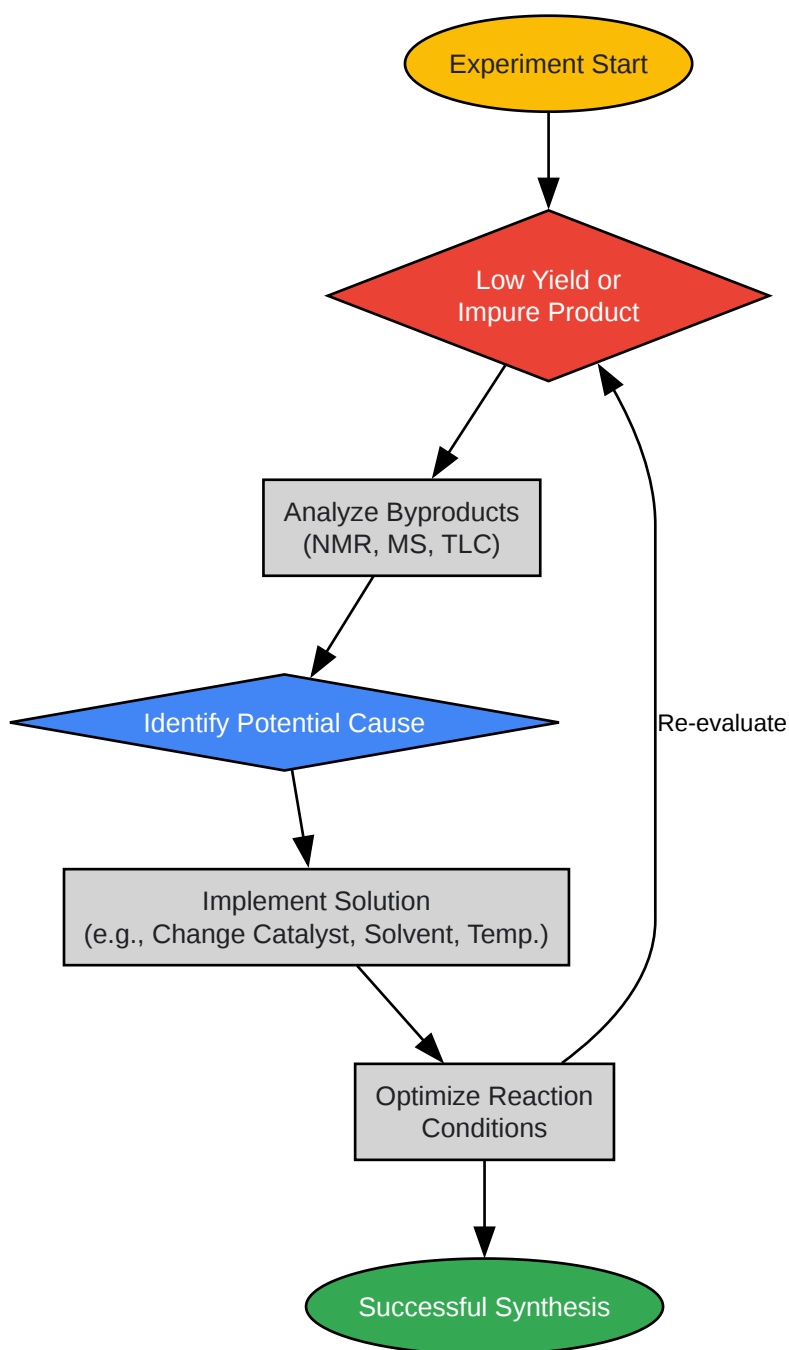 Experiment Start
Low Yield or
Impure Product
Analyze Byproducts
(NMR, MS, TLC)
Identify Potential Cause
Re-evaluate
Implement Solution
(e.g., Change Catalyst, Solvent, Temp.)
Optimize Reaction
Conditions
Successful Synthesis